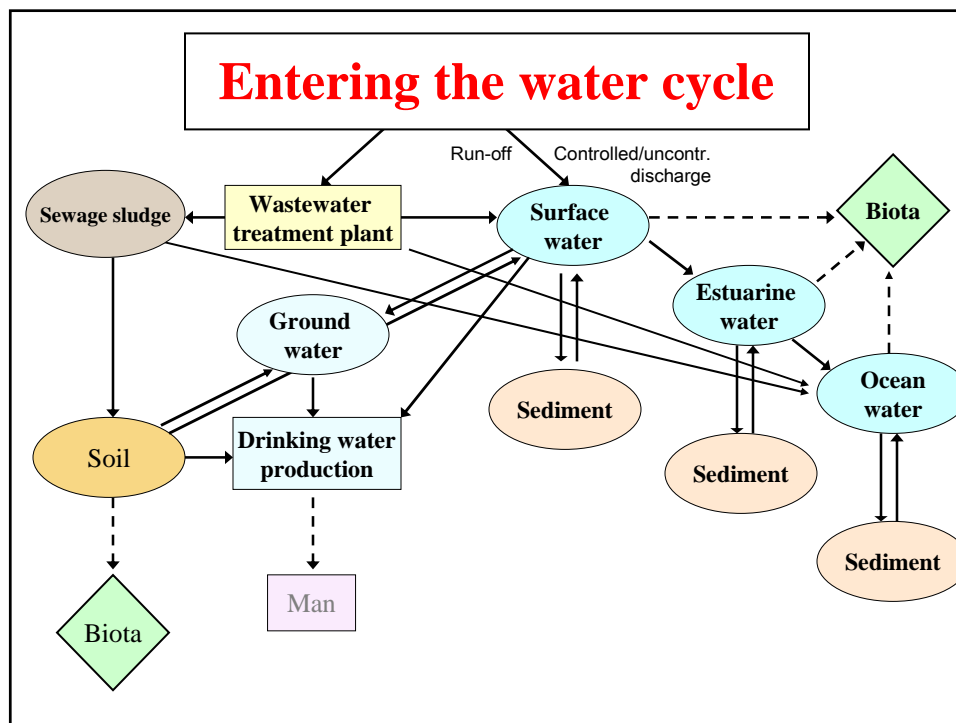 Entering the water cycle
Run-off
Controlled/uncontr.
discharge
Sewage sludge
Wastewater
treatment plant
Surface
water
Biota
Estuarine
water
Ground
water
Ocean
water
Sediment
Soil
Drinking water
production
Sediment
Sediment
Man
Biota